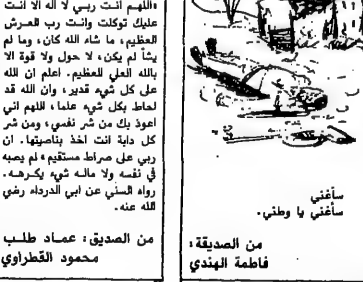 سأغني
سأغني يا وطني.
من الصديقة:
فاطمة الهندي
«اللهم انت ربي لا اله الا انت
عليك توكلت وانت رب العرش
العظيم، ما شاء الله كان، وما لم
يشأ لم يكن، لا حول ولا قوة الا
بالله العلي العظيم. اعلم ان الله
على كل شيء قدير، وان الله قد
احاط بكل شيء علما، اللهم اني
اعوذ بك من شر نفسي، ومن شر
كل دابة انت اخذ بناصيتها. ان
ربي على صراط مستقيم» لم يصبه
في نفسه ولا ماله شيء يكرهه.
رواه السني عن ابي الدرداء رضي
الله عنه.
من الصديق: عماد طلب
محمود القطراوي